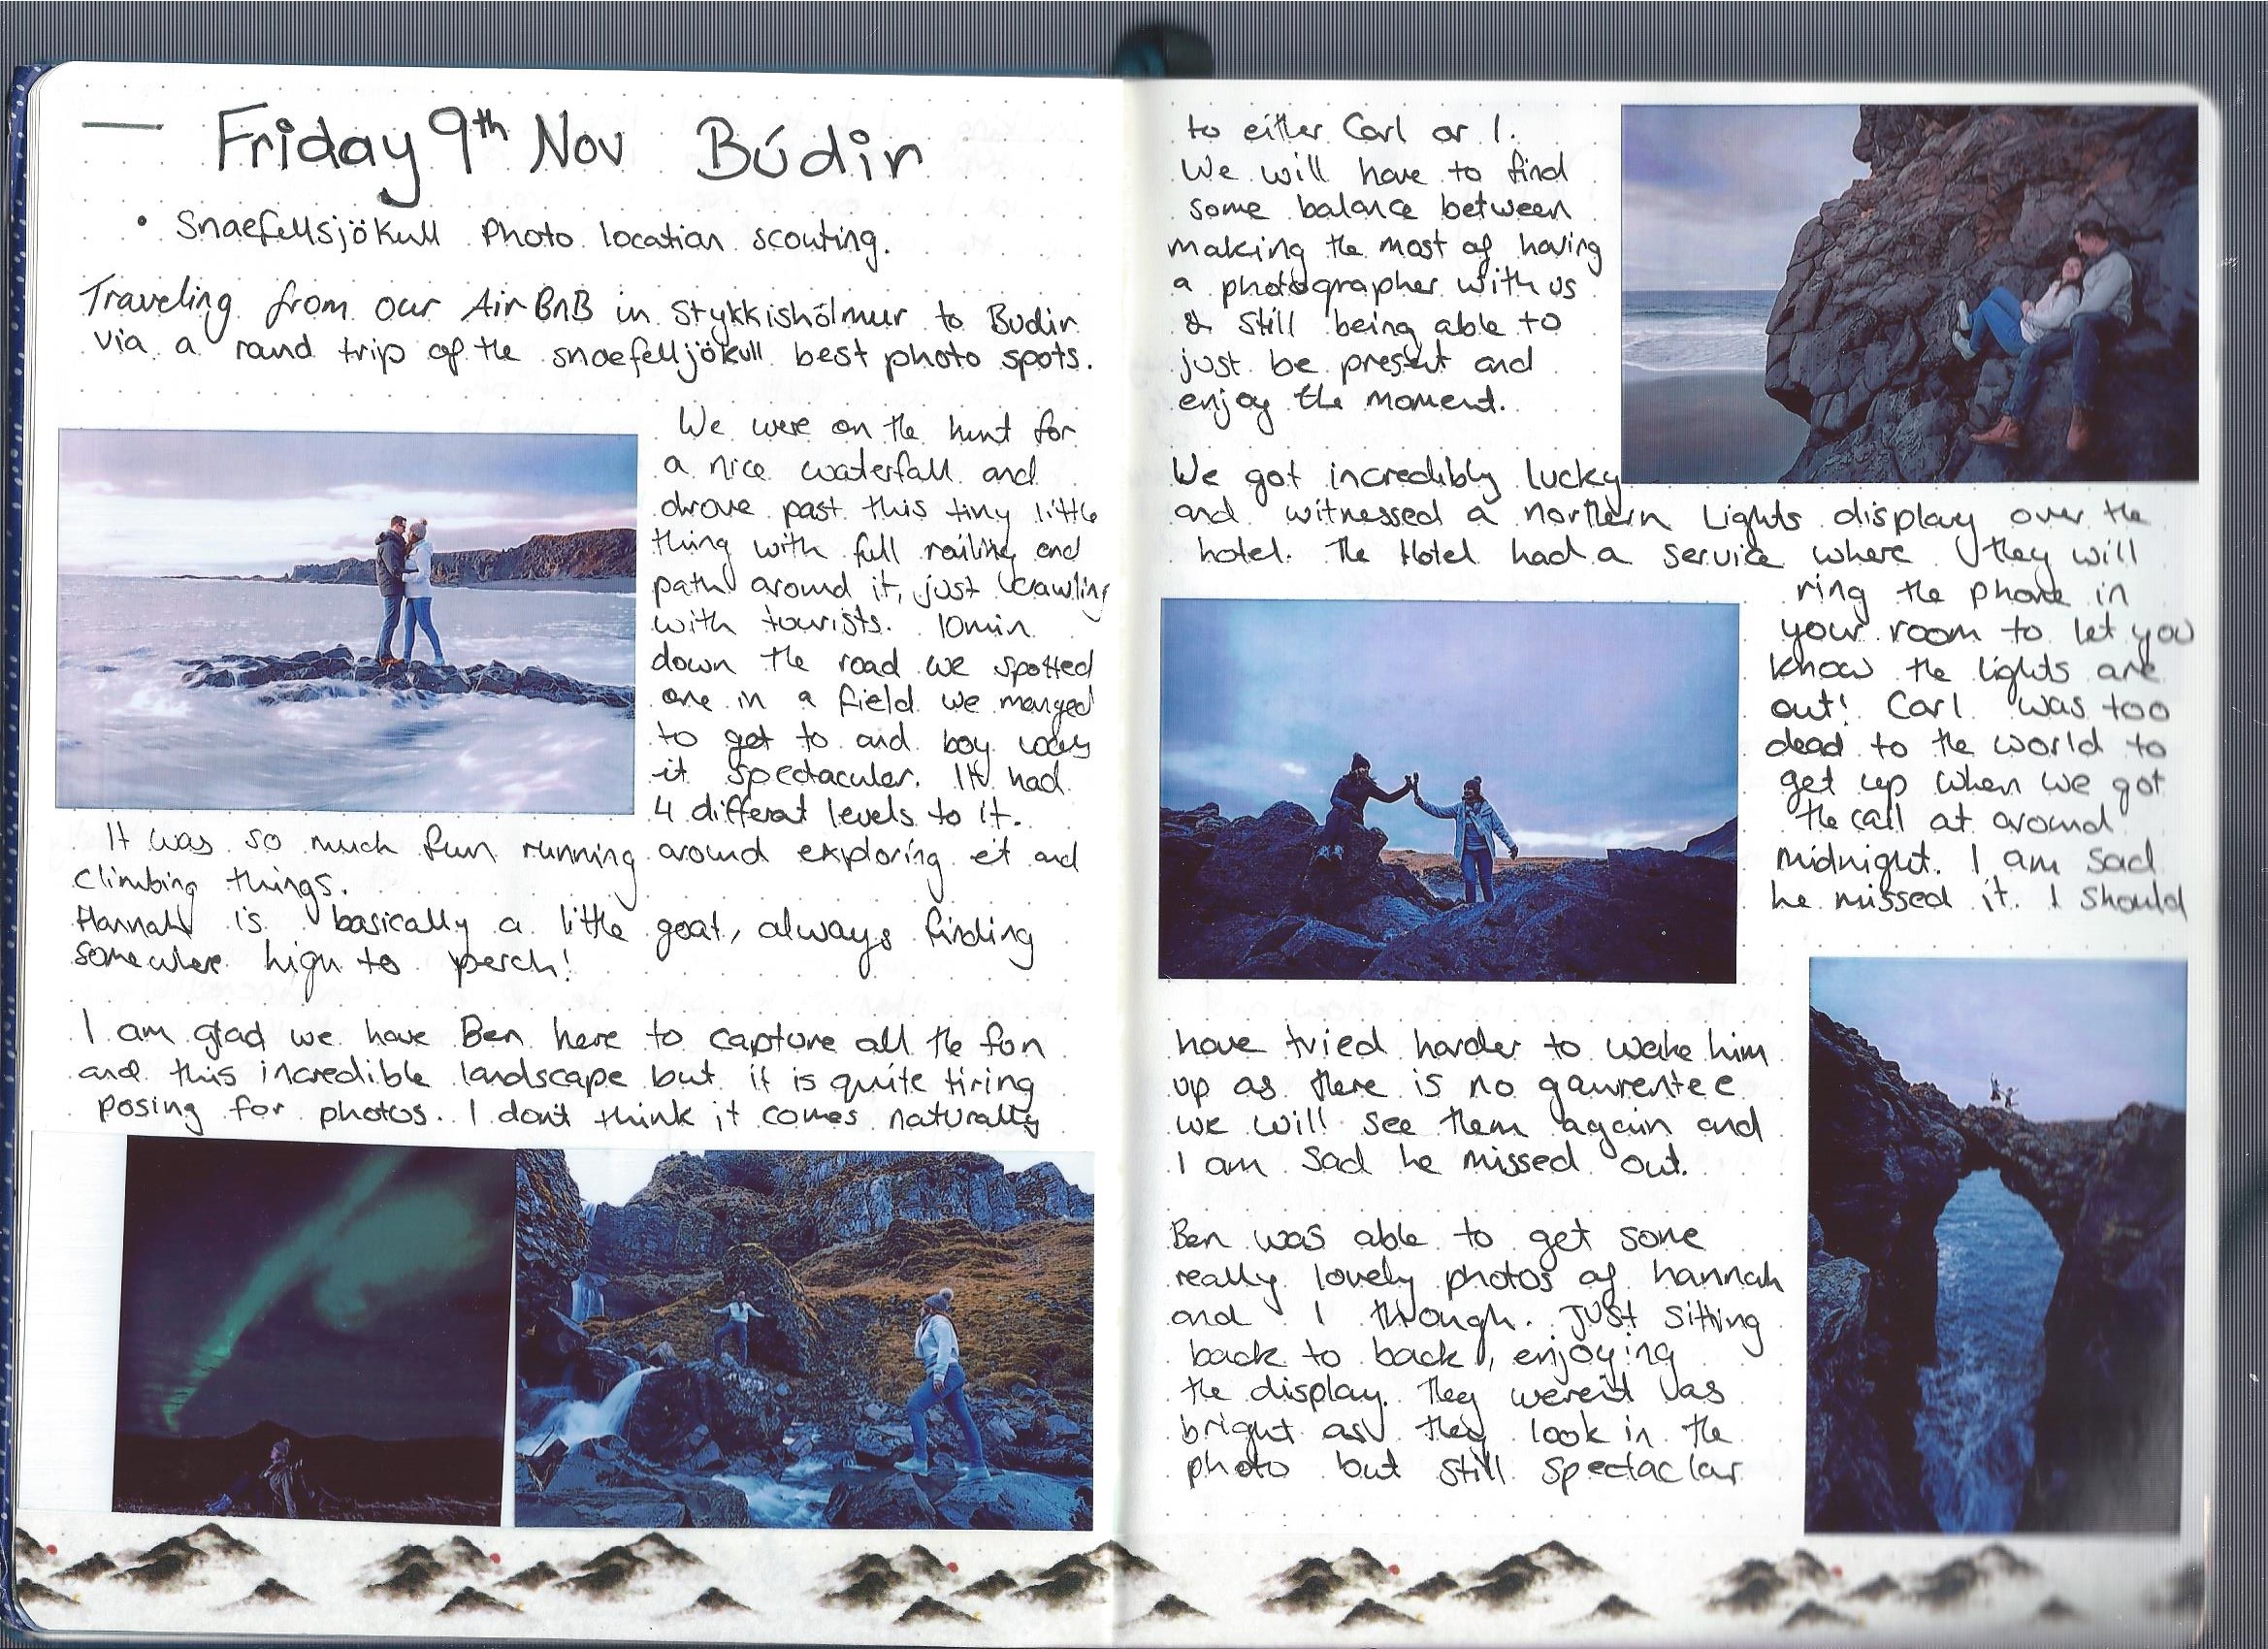 Friday 9th Nov Búdir
• Snaefellsjökull Photo location scouting.
Traveling from our AirBnB in Stykkishólmur to Budir
via a round trip of the snaefelljökull best photo spots.
We were on the hunt for
a nice waterfall and
drove past this tiny little
thing with full railing and
path around it, just crawling
with tourists. 10min
down the road we spotted
one in a field we manged
to get to and boy was
it spectacular. It had
4 different levels to it.
It was so much fun running around exploring it and
climbing things.
Hannah is basically a little goat, always finding
somewhere high to perch!
I am glad we have Ben here to capture all the fun
and this incredible landscape but it is quite tiring
posing for photos. I don't think it comes naturally
to either Carl or I.
We will have to find
some balance between
making the most of having
a photographer with us
& still being able to
just be present and
enjoy the moment.
We got incredibly lucky
and witnessed a northern Lights display over the
hotel. The Hotel had a service where they will
ring the phone in
your room to let you
know the lights are
out! Carl was too
dead to the world to
get up when we got
the call at around
midnight. I am sad
he missed it. I should
have tried harder to wake him
up as there is no gaurentee
we will see them again and
I am sad he missed out.
Ben was able to get some
really lovely photos of hannah
and I though. Just sitting
back to back, enjoying
the display. They weren't as
bright as they look in the
photo but still spectaclar